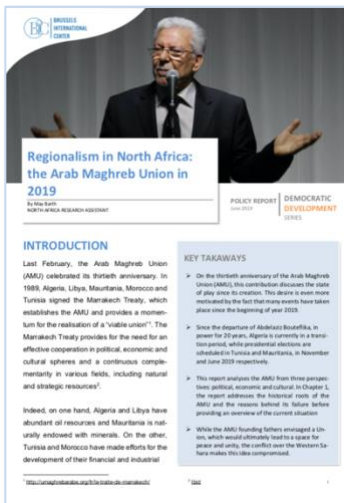 BRUSSELS
INTERNATIONAL
CENTER
Regionalism in North Africa:
the Arab Maghreb Union in
2019
By May Barth
NORTH AFRICA RESEARCH ASSISTANT
POLICY REPORT
June 2019
DEMOCRATIC
DEVELOPMENT
SERIES
INTRODUCTION
Last February, the Arab Maghreb Union
(AMU) celebrated its thirtieth anniversary. In
1989, Algeria, Libya, Mauritania, Morocco and
Tunisia signed the Marrakech Treaty, which
establishes the AMU and provides a momen-
tum for the realisation of a "viable union"¹. The
Marrakech Treaty provides for the need for an
effective cooperation in political, economic and
cultural spheres and a continuous comple-
mentarity in various fields, including natural
and strategic resources².
Indeed, on one hand, Algeria and Libya have
abundant oil resources and Mauritania is nat-
urally endowed with minerals. On the other,
Tunisia and Morocco have made efforts for the
development of their financial and industrial
KEY TAKAWAYS
➢ On the thirtieth anniversary of the Arab Maghreb
Union (AMU), this contribution discusses the state
of play since its creation. This desire is even more
motivated by the fact that many events have taken
place since the beginning of year 2019.
➢ Since the departure of Abdelaziz Bouteflika, in
power for 20 years, Algeria is currently in a transi-
tion period, while presidential elections are
scheduled in Tunisia and Mauritania, in November
and June 2019 respectively.
➢ This report analyses the AMU from three perspec-
tives: political, economic and cultural. In Chapter 1,
the report addresses the historical roots of the
AMU and the reasons behind its failure before
providing an overview of the current situation
➢ While the AMU founding fathers envisaged a Un-
ion, which would ultimately lead to a space for
peace and unity, the conflict over the Western Sa-
hara makes this idea compromised.
¹ http://umaghrebarabe.org/fr/le-traite-de-marrakech/
² Ibid